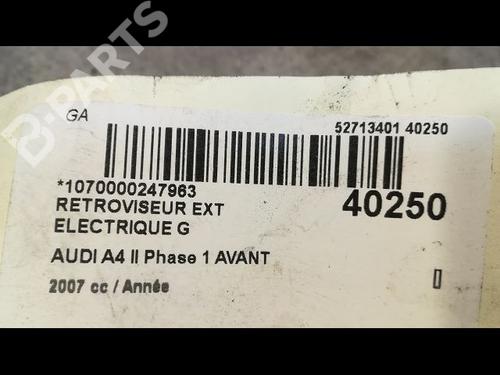 B-PARTS
GA
52713401 40250
*1070000247963
40250
RETROVISEUR EXT
ELECTRIQUE G
AUDI A4 II Phase 1 AVANT
2007 cc / Année